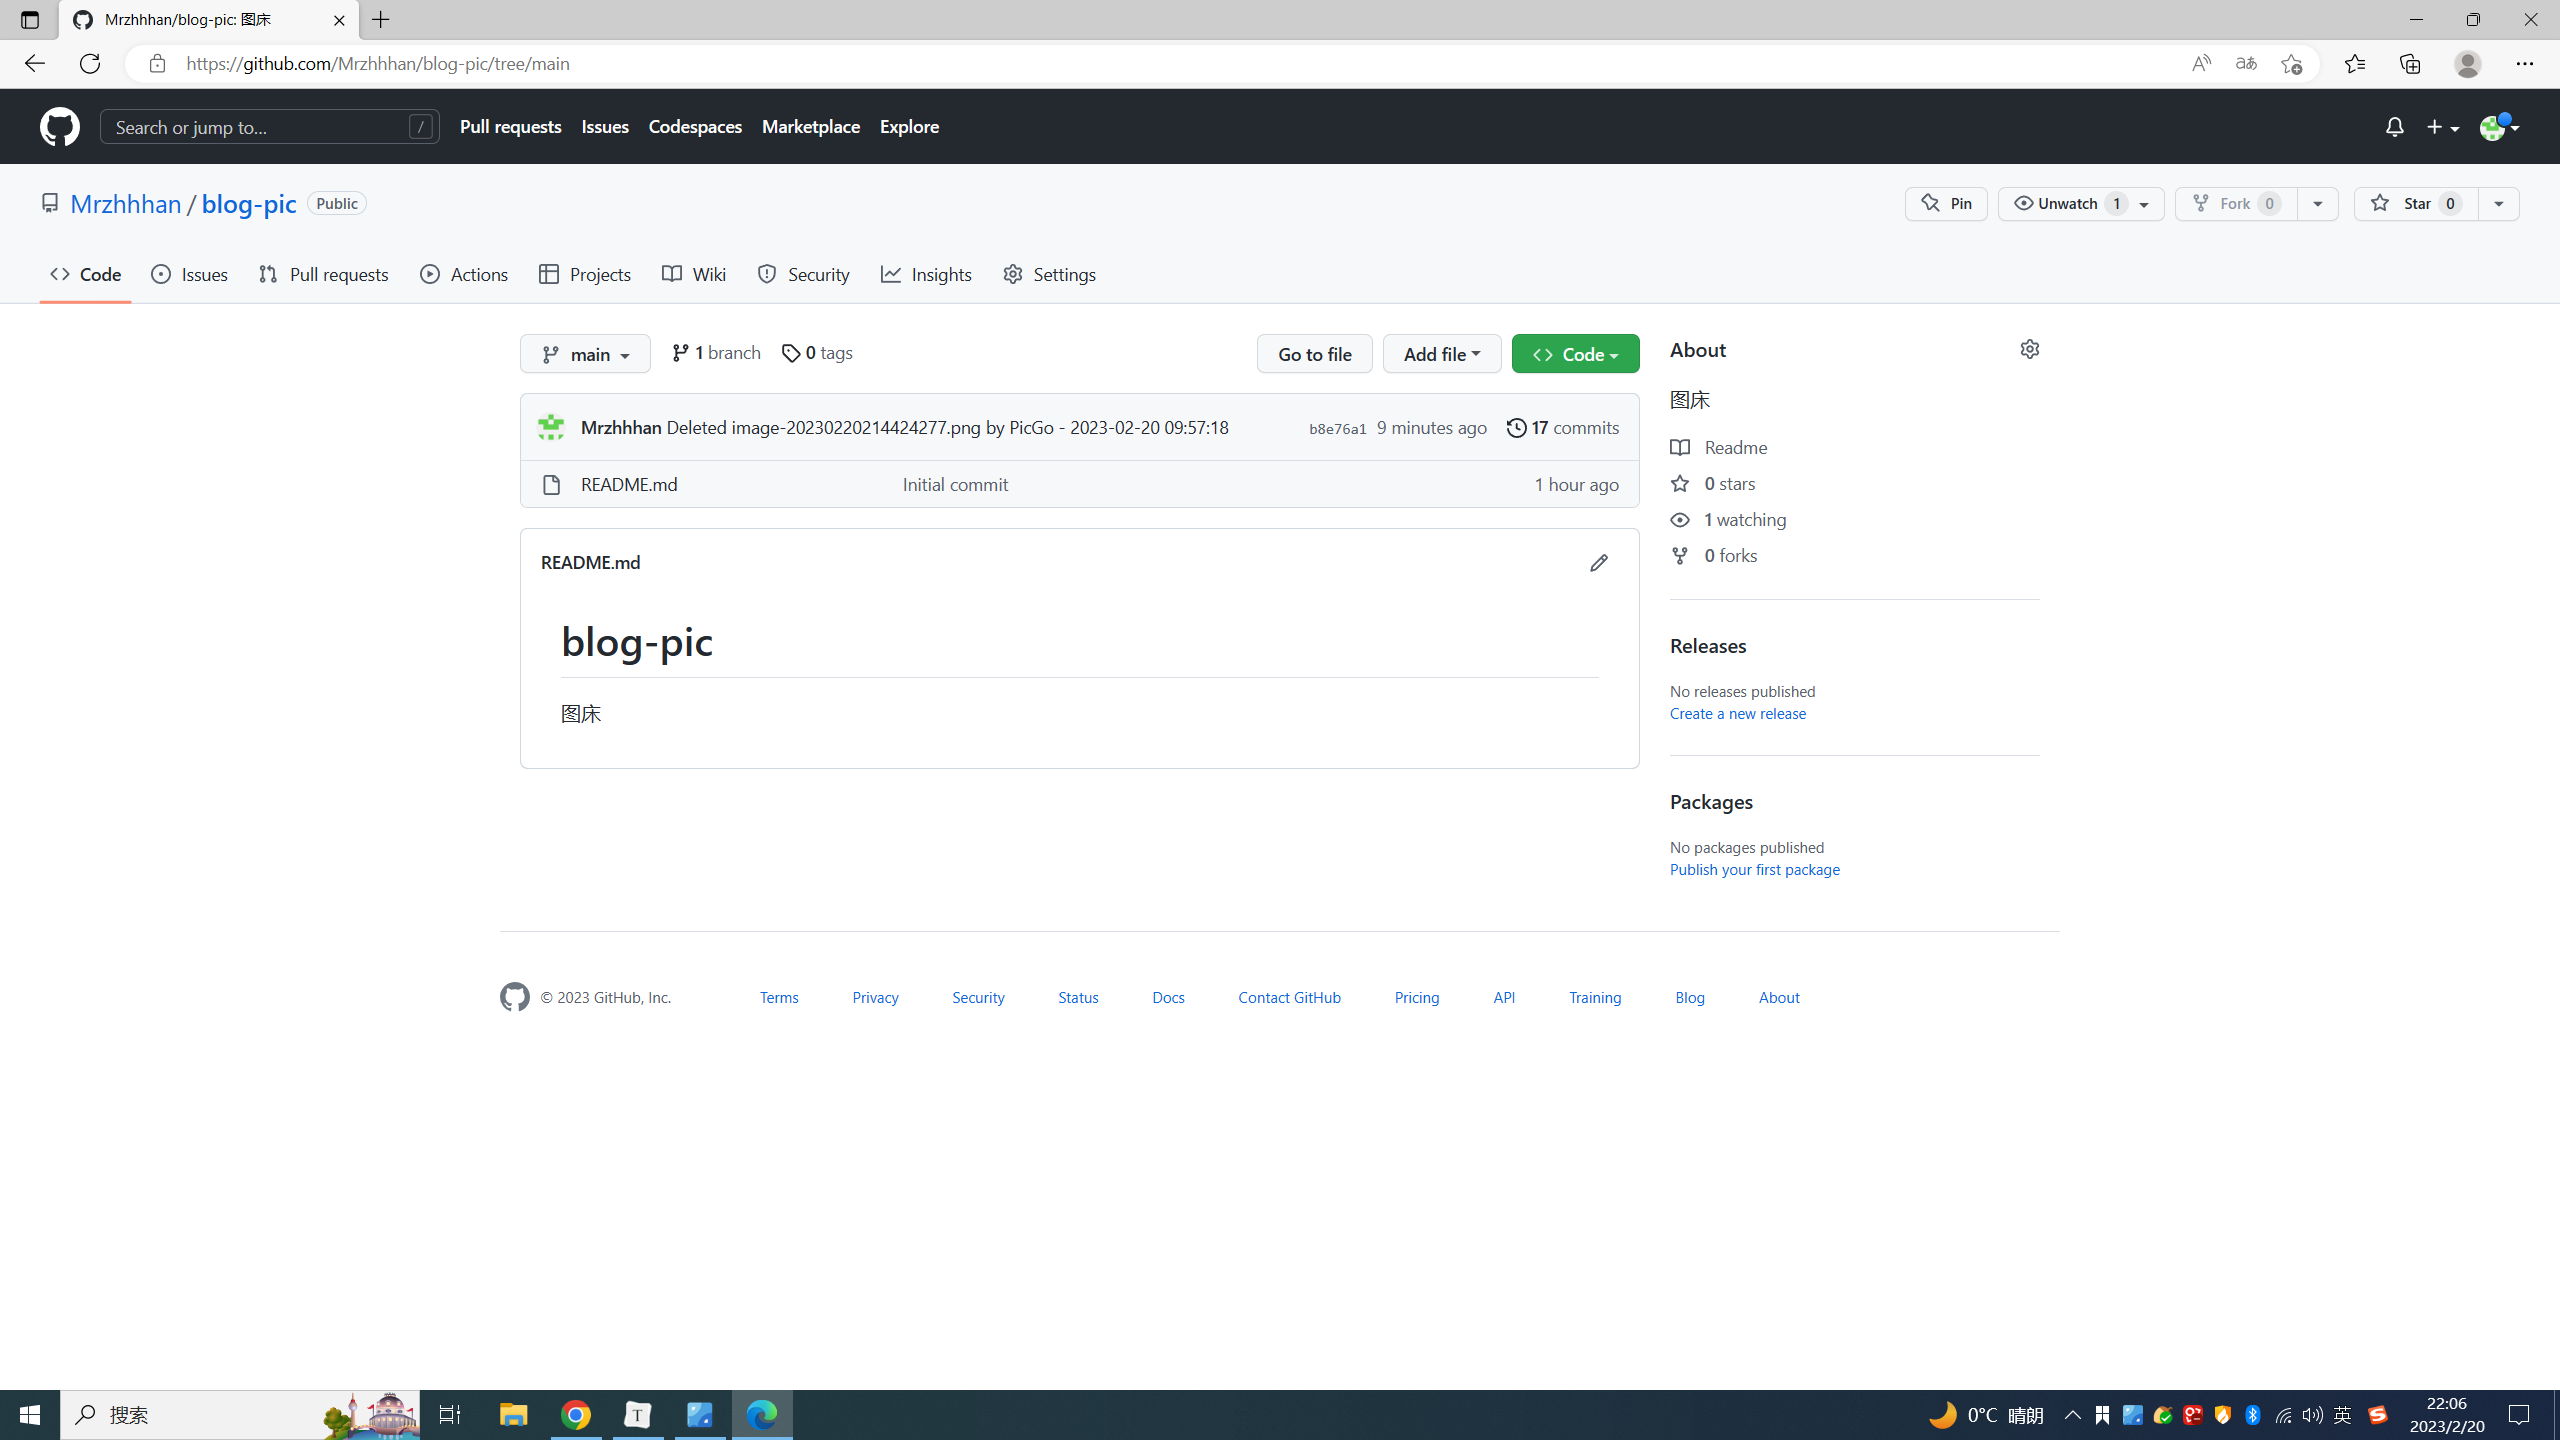 Mrzhhhan/blog-pic: 图床
https://github.com/Mrzhhhan/blog-pic/tree/main
Search or jump to... /
Pull requests Issues Codespaces Marketplace Explore
Mrzhhhan / blog-pic Public
Pin Unwatch 1 Fork 0 Star 0
Code Issues Pull requests Actions Projects Wiki Security Insights Settings
main 1 branch 0 tags Go to file Add file Code
Mrzhhhan Deleted image-20230220214424277.png by PicGo - 2023-02-20 09:57:18 b8e76a1 9 minutes ago 17 commits
README.md Initial commit 1 hour ago
README.md
blog-pic
图床
About
图床
Readme
0 stars
1 watching
0 forks
Releases
No releases published
Create a new release
Packages
No packages published
Publish your first package
© 2023 GitHub, Inc. Terms Privacy Security Status Docs Contact GitHub Pricing API Training Blog About
搜索
0°C 晴朗
英
22:06
2023/2/20